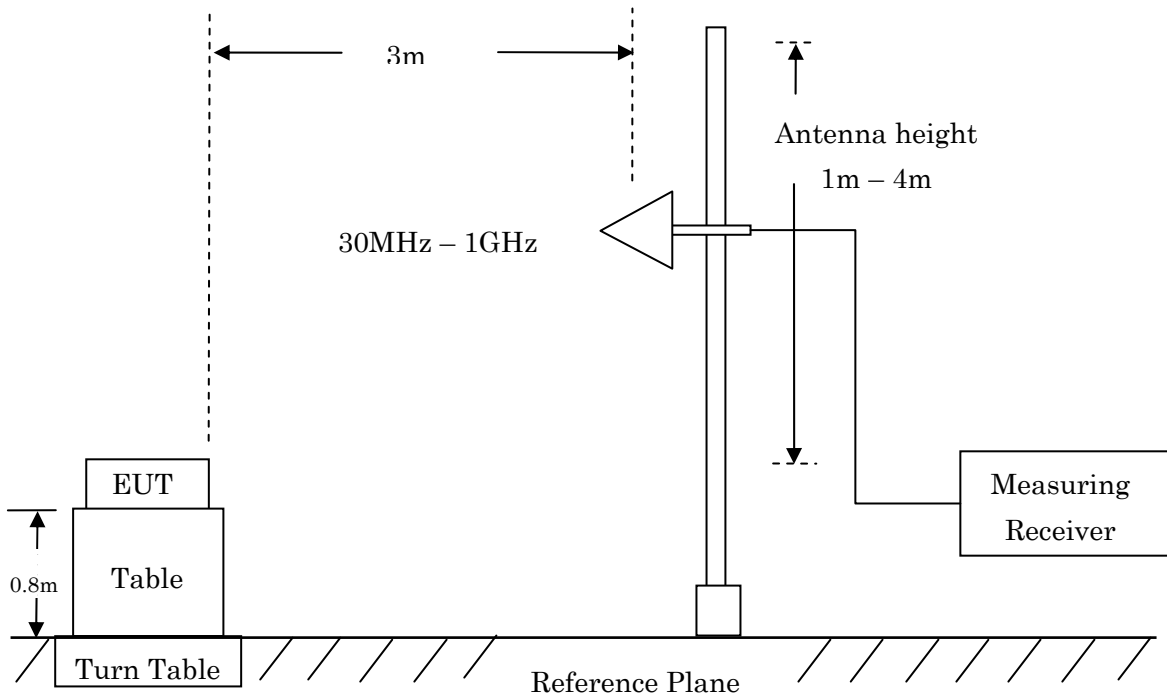 3m
Antenna height
1m – 4m
30MHz – 1GHz
EUT
Measuring
Receiver
Table
0.8m
Turn Table
Reference Plane